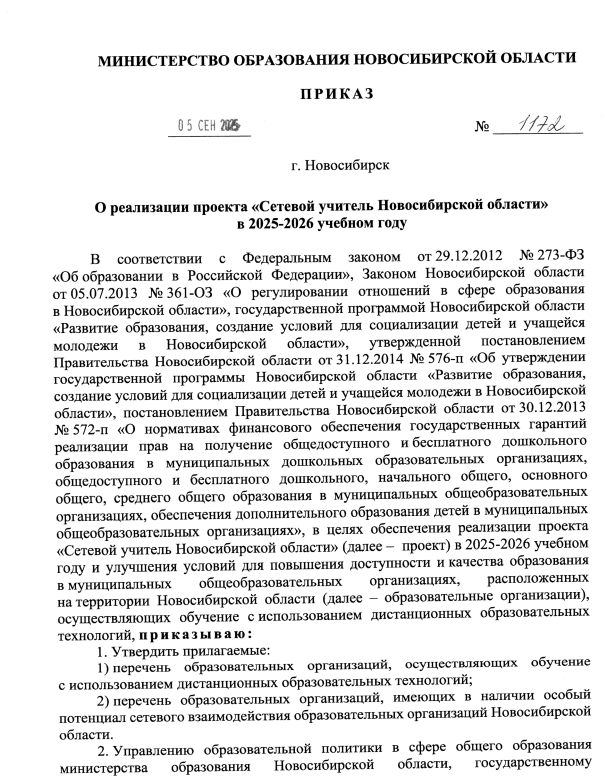 МИНИСТЕРСТВО ОБРАЗОВАНИЯ НОВОСИБИРСКОЙ ОБЛАСТИ
ПРИКАЗ
05 СЕН 2025
№ 1172
г. Новосибирск
О реализации проекта «Сетевой учитель Новосибирской области»
в 2025-2026 учебном году
В соответствии с Федеральным законом от 29.12.2012 № 273-ФЗ
«Об образовании в Российской Федерации», Законом Новосибирской области
от 05.07.2013 № 361-ОЗ «О регулировании отношений в сфере образования
в Новосибирской области», государственной программой Новосибирской области
«Развитие образования, создание условий для социализации детей и учащейся
молодежи в Новосибирской области», утвержденной постановлением
Правительства Новосибирской области от 31.12.2014 № 576-п «Об утверждении
государственной программы Новосибирской области «Развитие образования,
создание условий для социализации детей и учащейся молодежи в Новосибирской
области», постановлением Правительства Новосибирской области от 30.12.2013
№ 572-п «О нормативах финансового обеспечения государственных гарантий
реализации прав на получение общедоступного и бесплатного дошкольного
образования в муниципальных дошкольных образовательных организациях,
общедоступного и бесплатного дошкольного, начального общего, основного
общего, среднего общего образования в муниципальных общеобразовательных
организациях, обеспечения дополнительного образования детей в муниципальных
общеобразовательных организациях», в целях обеспечения реализации проекта
«Сетевой учитель Новосибирской области» (далее – проект) в 2025-2026 учебном
году и улучшения условий для повышения доступности и качества образования
в муниципальных общеобразовательных организациях, расположенных
на территории Новосибирской области (далее – образовательные организации),
осуществляющих обучение с использованием дистанционных образовательных
технологий, приказываю:
1. Утвердить прилагаемые:
1) перечень образовательных организаций, осуществляющих обучение
с использованием дистанционных образовательных технологий;
2) перечень образовательных организаций, имеющих в наличии особый
потенциал сетевого взаимодействия образовательных организаций Новосибирской
области.
2. Управлению образовательной политики в сфере общего образования
министерства образования Новосибирской области, государственному